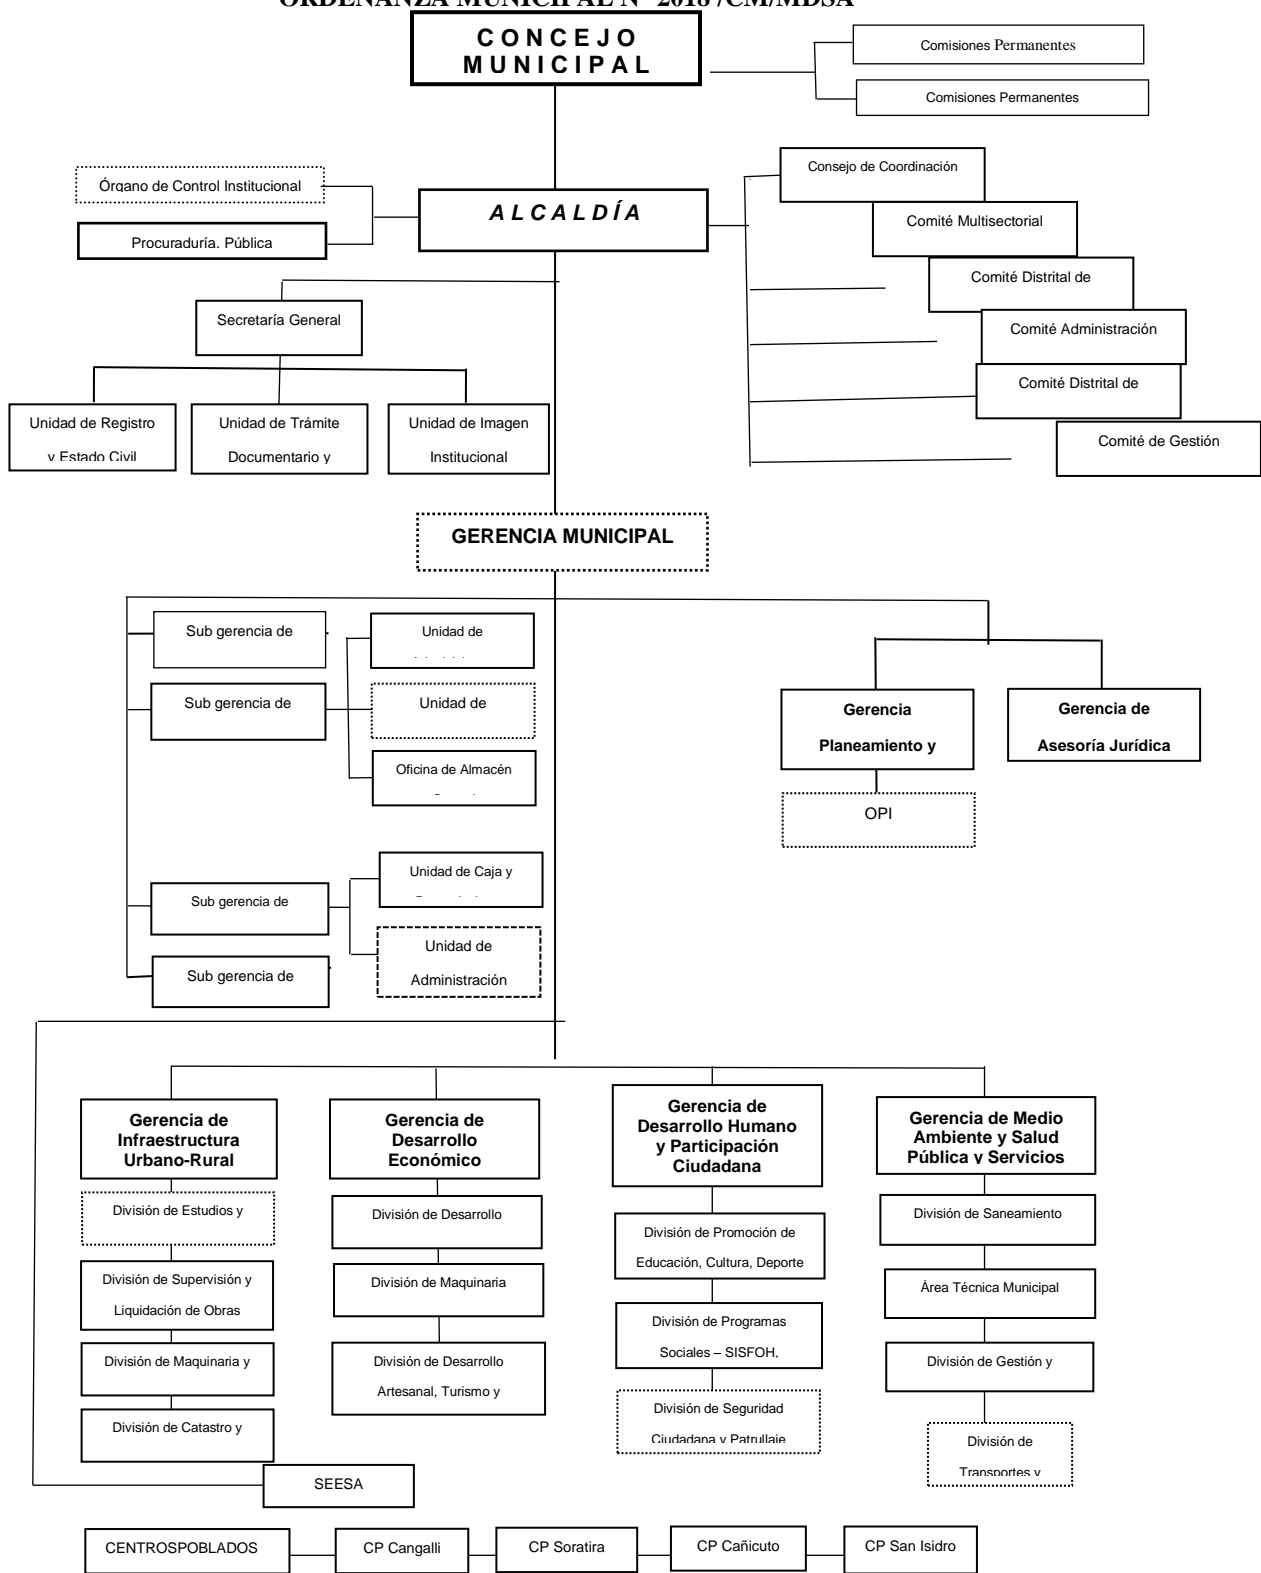 ORDENANZA MUNICIPAL N° 2018 /CM/MDSA
CONCEJO
MUNICIPAL
Comisiones Permanentes
Comisiones Permanentes
Órgano de Control Institucional
Procuraduría. Pública
ALCALDÍA
Consejo de Coordinación
Comité Multisectorial
Comité Distrital de
Comité Administración
Comité Distrital de
Comité de Gestión
Secretaría General
Unidad de Registro
y Estado Civil
Unidad de Trámite
Documentario y
Unidad de Imagen
Institucional
GERENCIA MUNICIPAL
Sub gerencia de
Unidad de
Sub gerencia de
Unidad de
Oficina de Almacén
Gerencia
Planeamiento y
Gerencia de
Asesoría Jurídica
OPI
Sub gerencia de
Unidad de Caja y
Unidad de
Administración
Sub gerencia de
Gerencia de
Infraestructura
Urbano-Rural
Gerencia de
Desarrollo
Económico
Gerencia de
Desarrollo Humano
y Participación
Ciudadana
Gerencia de Medio
Ambiente y Salud
Pública y Servicios
División de Estudios y
División de Supervisión y
Liquidación de Obras
División de Maquinaria y
División de Catastro y
División de Desarrollo
División de Maquinaria
División de Desarrollo
Artesanal, Turismo y
División de Promoción de
Educación, Cultura, Deporte
División de Programas
Sociales – SISFOH,
División de Seguridad
Ciudadana y Patrullaje
División de Saneamiento
Área Técnica Municipal
División de Gestión y
División de
Transportes y
SEESA
CENTROSPOBLADOS
CP Cangalli
CP Soratira
CP Cañicuto
CP San Isidro